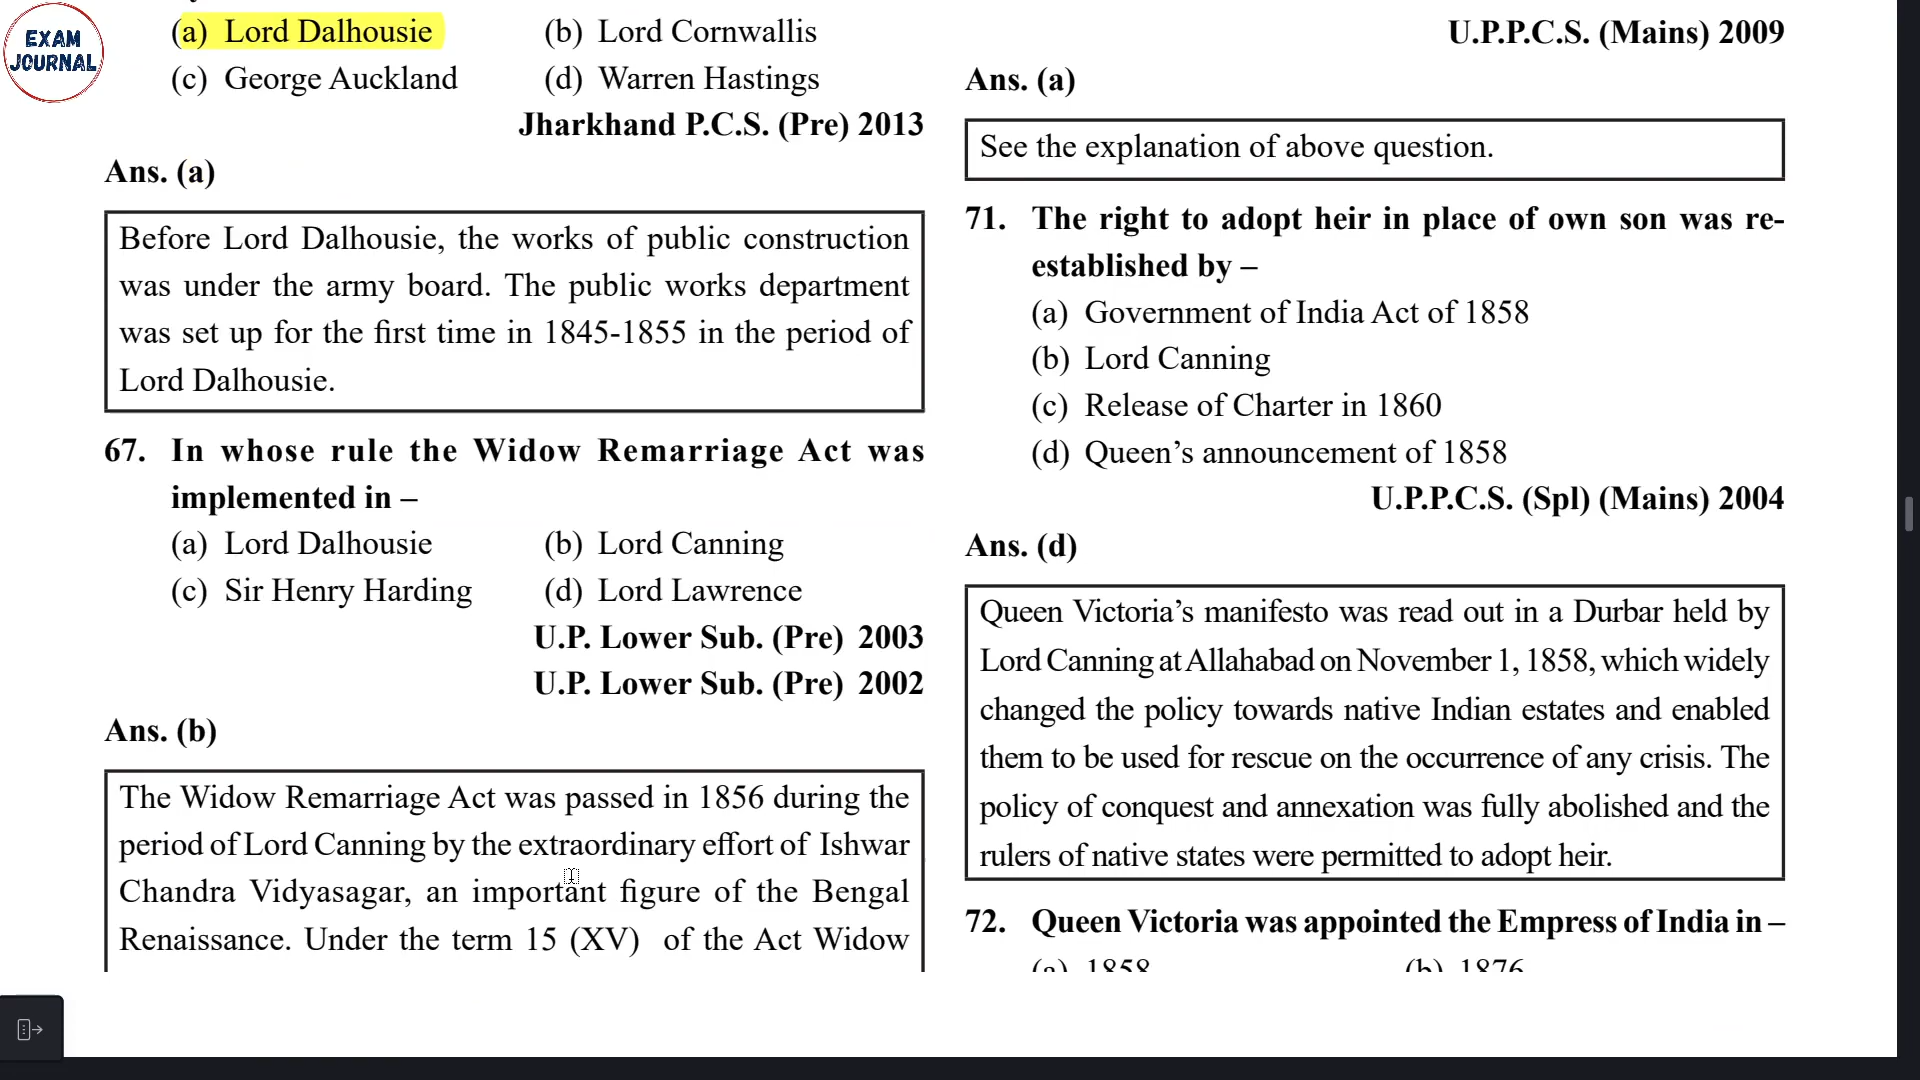 EXAM
JOURNAL
(a) Lord Dalhousie (b) Lord Cornwallis
(c) George Auckland (d) Warren Hastings
Jharkhand P.C.S. (Pre) 2013
Ans. (a)
Before Lord Dalhousie, the works of public construction
was under the army board. The public works department
was set up for the first time in 1845-1855 in the period of
Lord Dalhousie.
67. In whose rule the Widow Remarriage Act was
implemented in –
(a) Lord Dalhousie (b) Lord Canning
(c) Sir Henry Harding (d) Lord Lawrence
U.P. Lower Sub. (Pre) 2003
U.P. Lower Sub. (Pre) 2002
Ans. (b)
The Widow Remarriage Act was passed in 1856 during the
period of Lord Canning by the extraordinary effort of Ishwar
Chandra Vidyasagar, an important figure of the Bengal
Renaissance. Under the term 15 (XV) of the Act Widow
U.P.P.C.S. (Mains) 2009
Ans. (a)
See the explanation of above question.
71. The right to adopt heir in place of own son was re-
established by –
(a) Government of India Act of 1858
(b) Lord Canning
(c) Release of Charter in 1860
(d) Queen’s announcement of 1858
U.P.P.C.S. (Spl) (Mains) 2004
Ans. (d)
Queen Victoria’s manifesto was read out in a Durbar held by
Lord Canning at Allahabad on November 1, 1858, which widely
changed the policy towards native Indian estates and enabled
them to be used for rescue on the occurrence of any crisis. The
policy of conquest and annexation was fully abolished and the
rulers of native states were permitted to adopt heir.
72. Queen Victoria was appointed the Empress of India in –
(a) 1858 (b) 1876